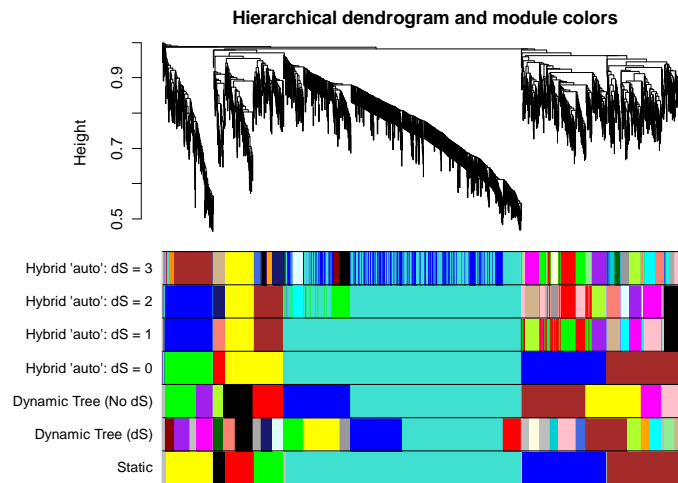 Hierarchical dendrogram and module colors
Height
0.9
0.7
0.5
Hybrid 'auto': dS = 3
Hybrid 'auto': dS = 2
Hybrid 'auto': dS = 1
Hybrid 'auto': dS = 0
Dynamic Tree (No dS)
Dynamic Tree (dS)
Static